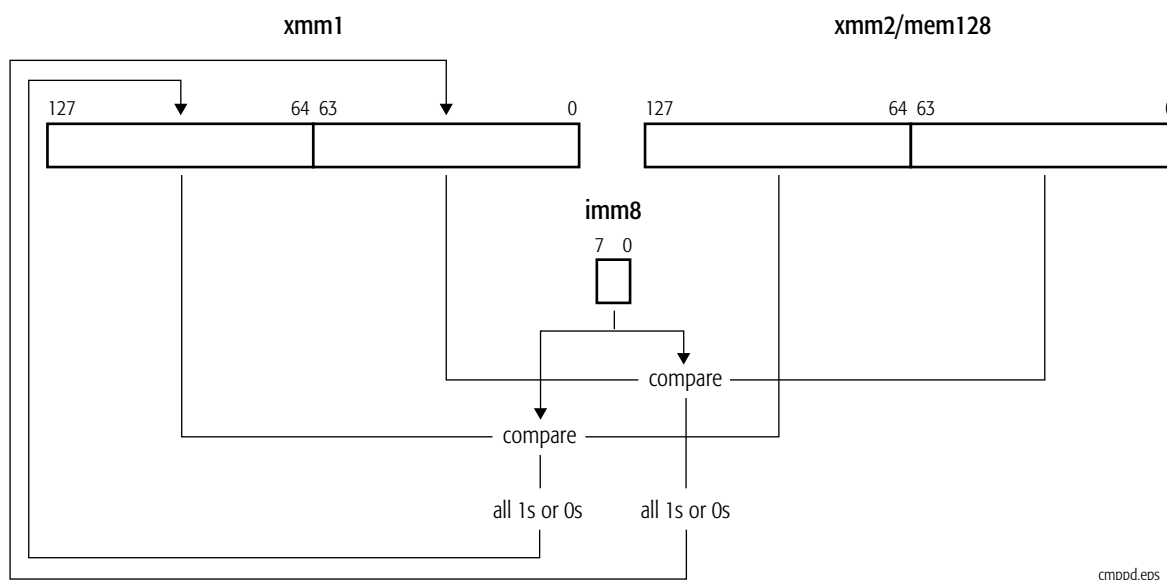 xmm1 xmm2/mem128
127 64 63 0 127 64 63
imm8
7 0
compare
compare
all 1s or 0s all 1s or 0s
cmppd.eps